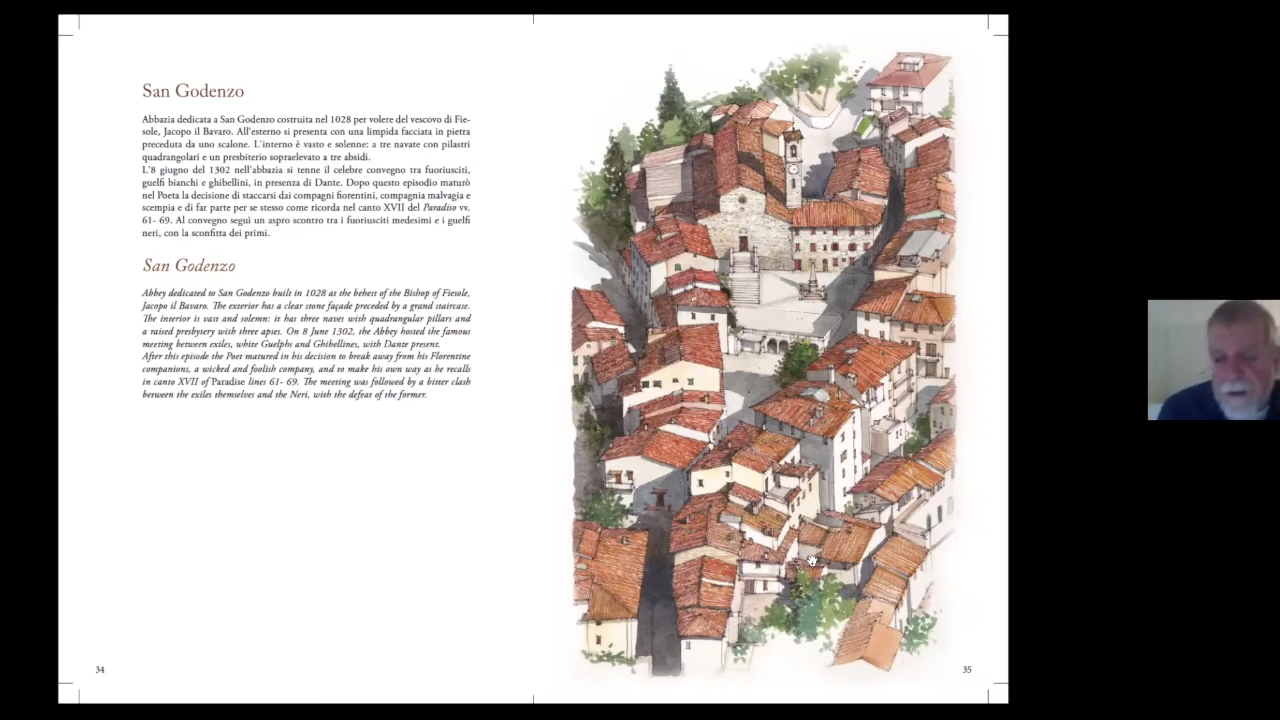 San Godenzo
Abbazia dedicata a San Godenzo costruita nel 1028 per volere del vescovo di Fie-
sole, Jacopo il Bavaro. All'esterno si presenta con una limpida facciata in pietra
preceduta da uno scalone. L'interno è vasto e solenne: a tre navate con pilastri
quadrangolari e un presbiterio sopraelevato a tre absidi.
L'8 giugno del 1302 nell'abbazia si tenne il celebre convegno tra fuoriusciti,
guelfi bianchi e ghibellini, in presenza di Dante. Dopo questo episodio maturò
nel Poeta la decisione di staccarsi dai compagni fiorentini, compagnia malvagia e
scempia e di far parte per se stesso come ricorda nel canto XVII del Paradiso vv.
61- 69. Al convegno seguì un aspro scontro tra i fuoriusciti medesimi e i guelfi
neri, con la sconfitta dei primi.
San Godenzo
Abbey dedicated to San Godenzo built in 1028 at the behest of the Bishop of Fiesole,
Jacopo il Bavaro. The exterior has a clear stone façade preceded by a grand staircase.
The interior is vast and solemn: it has three naves with quadrangular pillars and
a raised presbytery with three apses. On 8 June 1302, the Abbey hosted the famous
meeting between exiles, white Guelphs and Ghibellines, with Dante present.
After this episode the Poet matured in his decision to break away from his Florentine
companions, a wicked and foolish company, and to make his own way as he recalls
in canto XVII of Paradise lines 61- 69. The meeting was followed by a bitter clash
between the exiles themselves and the Neri, with the defeat of the former.
34
35